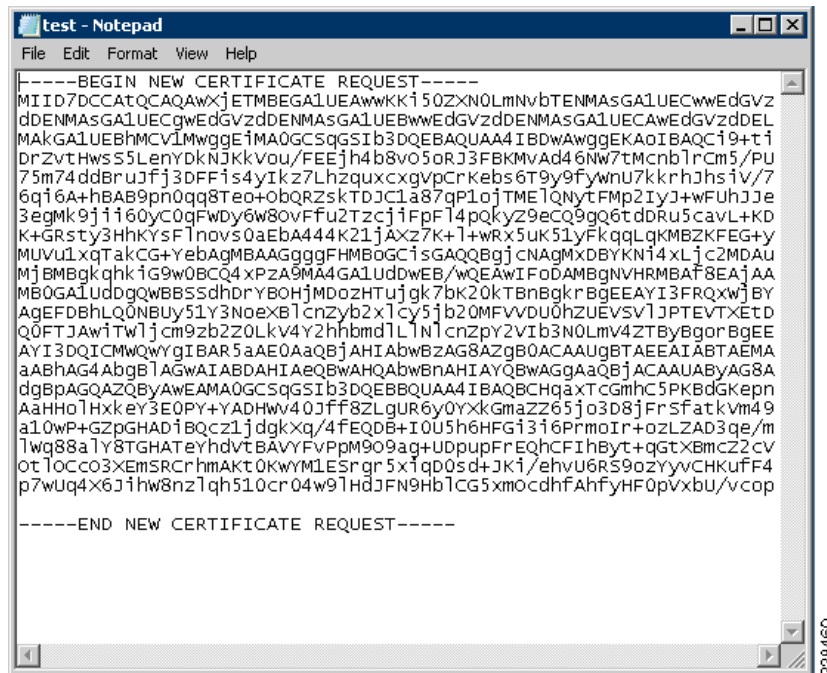 test - Notepad
File Edit Format View Help
-----BEGIN NEW CERTIFICATE REQUEST-----
MIID7DCCAtQCAQAwXjETMBEGA1UEAwwKKi50ZXN0LmNvbTENMAsGA1UECwwEdGVz
dDENMAsGA1UECgwEdGVzdDENMAsGA1UEBwwEdGVzdDENMAsGA1UECAwEdGVzdDEL
MAkGA1UEBhMCV1MwggEiMA0GCSqGSIb3DQEBAQUAA4IBDwAwggEKAoIBAQCi9+ti
DrZvtHwsS5LenYDkNJKkVou/FEEjh4b8vO5oRJ3FBKMvAd46NW7tMcnblrCm5/PU
75m74ddBruJfj3DFFis4yIkz7LhzquxcxgVpCrKebs6T9y9fyWnU7kkrhJhsiV/7
6qi6A+hBAB9pn0qq8Teo+ObQRZskTDJC1a87qP1ojTMElQNytFMp2IyJ+wFUhJJe
3egMk9jii60yC0qFWDy6W8OvFfu2TzcjiFpFl4pQkyZ9eCQ9gQ6tdDRu5cavL+KD
K+GRsty3HhKYsFlnovs0aEbA444K21jAXz7K+l+wRx5uK51yFkqqLqKMBZKFEG+y
MUVu1xqTakCG+YebAgMBAAGgggFHMBoGCisGAQQBgjcNAgMxDBYKNi4xLjc2MDAu
MjBMBgkqhkiG9w0BCQ4xPzA9MA4GA1UdDwEB/wQEAwIFoDAMBgNVHRMBAf8EAjAA
MB0GA1UdDgQWBBSSdhDrYBOHjMDozHTujgk7bK20kTBnBgkrBgEEAYI3FRQxWjBY
AgEFDBhLQ0NBUy51Y3NoeXBlcnZyb2xlcy5jb20MFVVDU0hZUEVSVlJPTEVTXEtD
Q0FTJAwiTWljcm9zb2Z0LkV4Y2hhbmdlLlNlcnZpY2VIb3N0LmV4ZTByBgorBgEE
AYI3DQICMWQwYgIBAR5aAE0AaQBjAHIAbwBzAG8AZgB0ACAAUgBTAEEAIABTAEMA
aABhAG4AbgBlAGwAIABDAHIAeQBwAHQAbwBnAHIAYQBwAGgAaQBjACAAUAByAG8A
dgBpAGQAZQByAwEAMA0GCSqGSIb3DQEBBQUAA4IBAQBCHqaxTcGmhC5PKBdGKepn
AaHHolHxkeY3E0PY+YADHWv40Jff8ZLgUR6y0YXkGmaZZ65jo3D8jFrSfatkVm49
a10wP+GZpGHADiBQcz1jdgkXq/4fEQDB+I0U5h6HFGi3i6PrmoIr+ozLZAD3qe/m
lWq88alY8TGHATeYhdVtBAVYFvPpM9O9ag+UDpupFrEQhCFIhByt+qGtXBmcZ2cV
OtlOCcO3XEmSRCrhmAKt0KwYM1ESrgr5xiqD0sd+JKi/ehvU6RS9ozYyvCHKufF4
p7wUq4X6JihW8nzlqh510cr04w9lHdJFN9HblCG5xmOcdhfAhfyHF0pVxbU/vcop
-----END NEW CERTIFICATE REQUEST-----